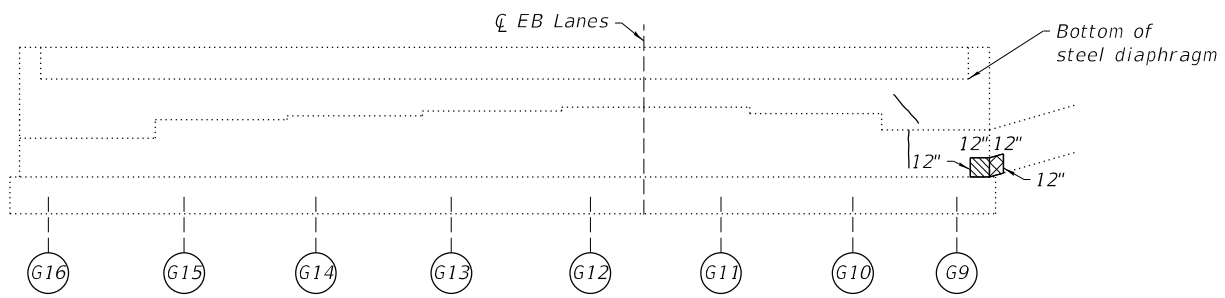 ℄ EB Lanes
Bottom of
steel diaphragm
12" 12"
12"
12"
G16 G15 G14 G13 G12 G11 G10 G9